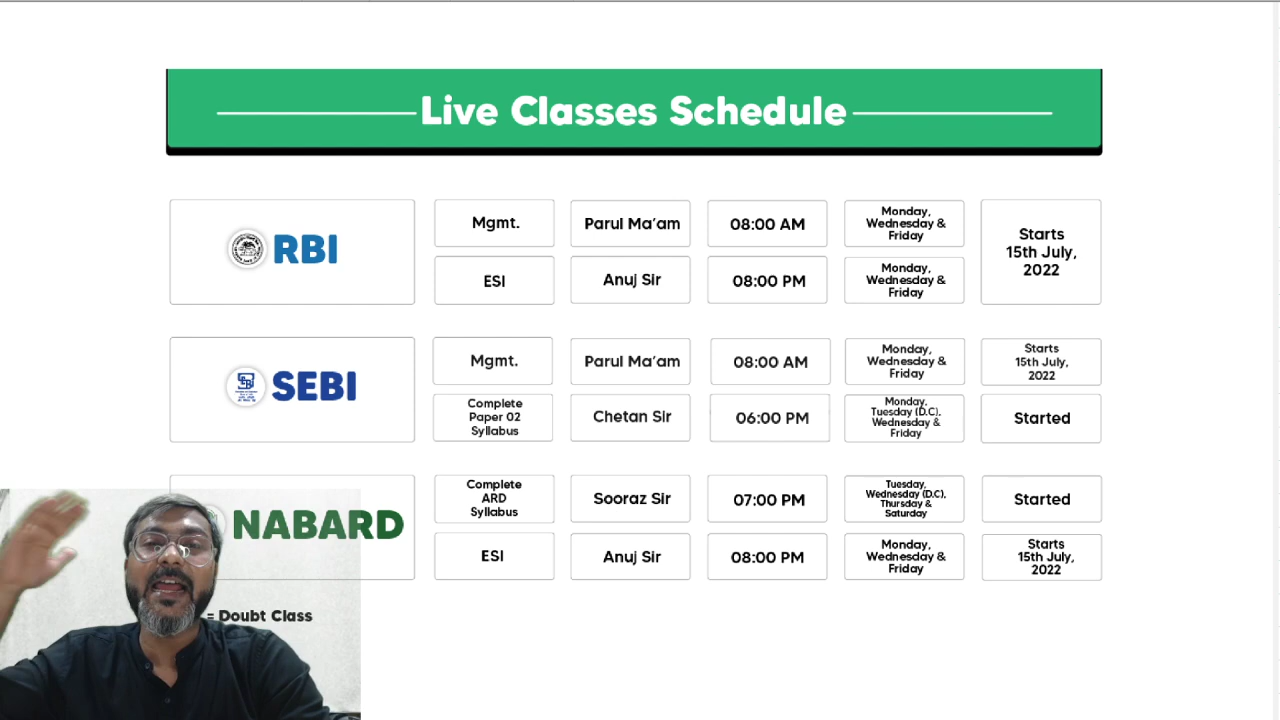 Live Classes Schedule
RBI
Mgmt.
Parul Ma'am
08:00 AM
Monday,
Wednesday &
Friday
Starts
15th July,
2022
ESI
Anuj Sir
08:00 PM
Monday,
Wednesday &
Friday
SEBI
Mgmt.
Parul Ma'am
08:00 AM
Monday,
Wednesday &
Friday
Starts
15th July,
2022
Complete
Paper 02
Syllabus
Chetan Sir
06:00 PM
Monday,
Tuesday (D.C).
Wednesday &
Friday
Started
NABARD
Complete
ARD
Syllabus
Sooraz Sir
07:00 PM
Tuesday,
Wednesday (D.C),
Thursday &
Saturday
Started
ESI
Anuj Sir
08:00 PM
Monday,
Wednesday &
Friday
Starts
15th July,
2022
= Doubt Class